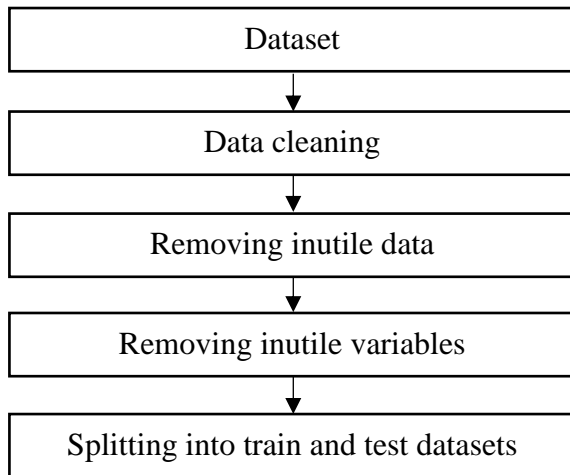 Dataset
Data cleaning
Removing inutile data
Removing inutile variables
Splitting into train and test datasets